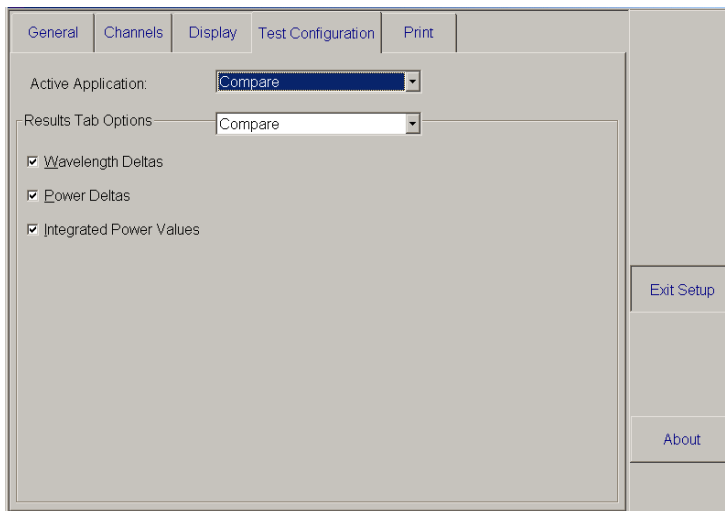 General Channels Display Test Configuration Print
Active Application: Compare
Results Tab Options Compare
Wavelength Deltas
Power Deltas
Integrated Power Values
Exit Setup
About